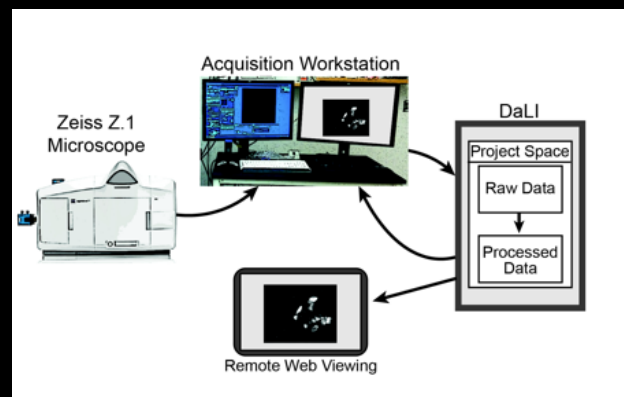 Acquisition Workstation
Zeiss Z.1
Microscope
DaLI
Project Space
Raw Data
Processed
Data
Remote Web Viewing